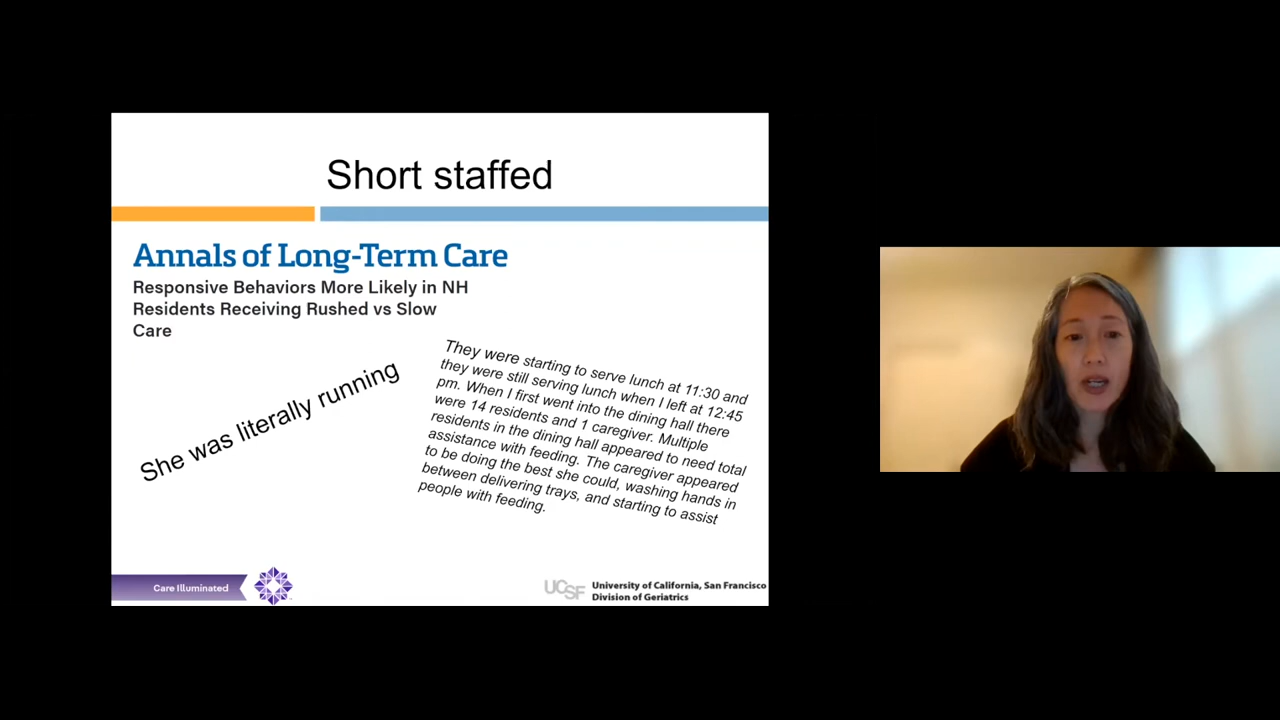 Short staffed
Annals of Long-Term Care
Responsive Behaviors More Likely in NH
Residents Receiving Rushed vs Slow
Care
She was literally running
They were starting to serve lunch at 11:30 and
they were still serving lunch when I left at 12:45
pm. When I first went into the dining hall there
were 14 residents and 1 caregiver. Multiple
residents in the dining hall appeared to need total
assistance with feeding. The caregiver appeared
to be doing the best she could, washing hands in
between delivering trays, and starting to assist
people with feeding.
Care Illuminated
UCSF
University of California, San Francisco
Division of Geriatrics